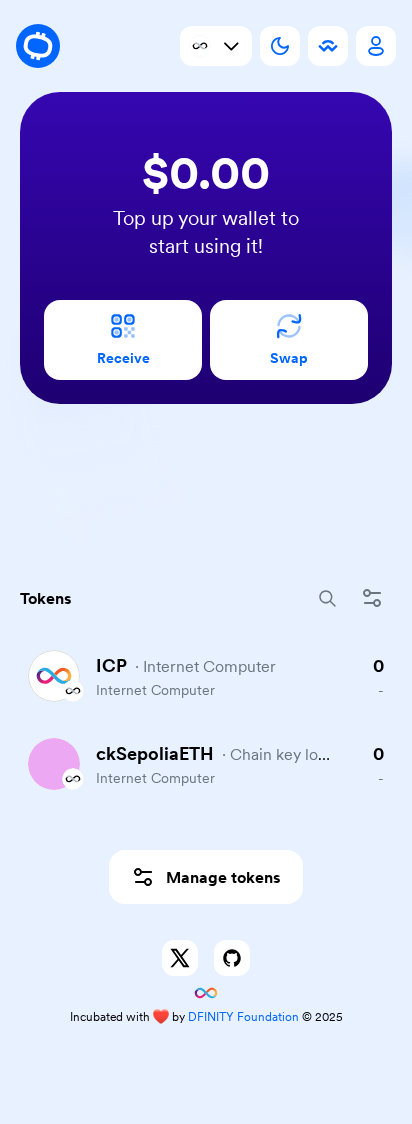 $0.00
Top up your wallet to
start using it!
Receive
Swap
Tokens
ICP · Internet Computer
0
Internet Computer
-
ckSepoliaETH · Chain key lo...
0
Internet Computer
-
Manage tokens
Incubated with ❤️ by DFINITY Foundation © 2025